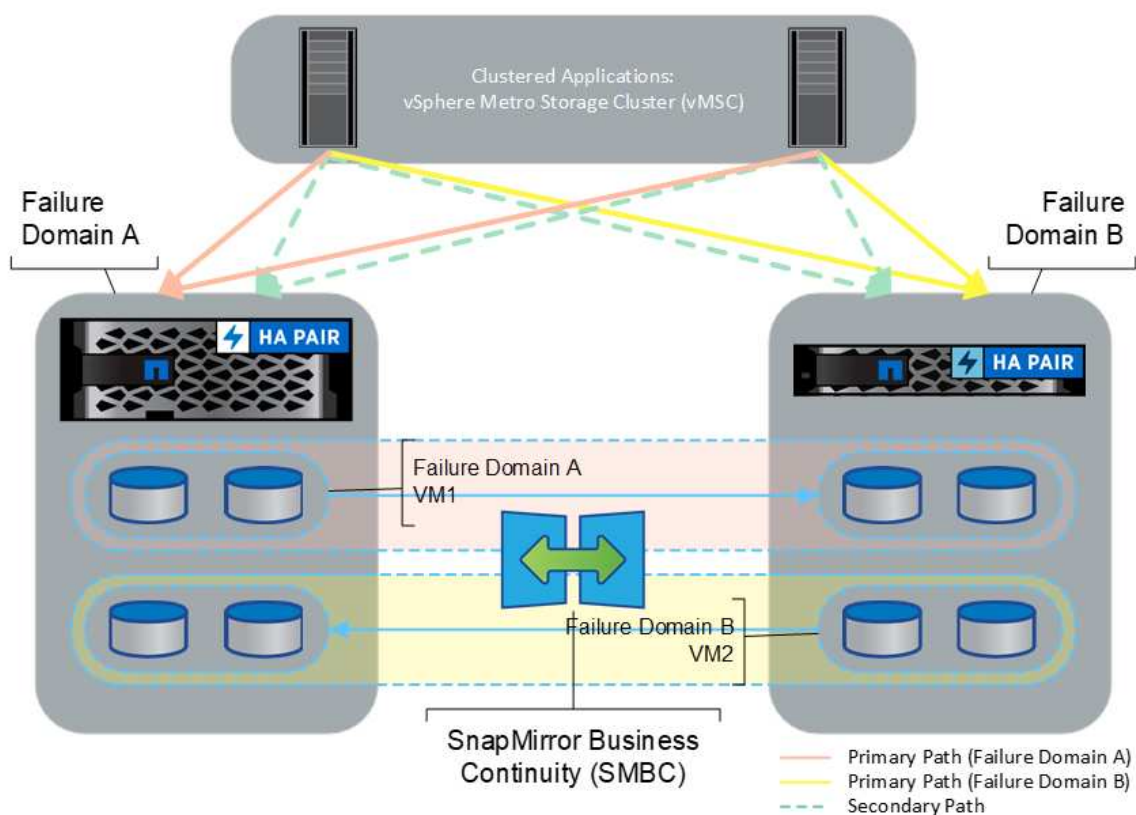 Clustered Applications:
vSphere Metro Storage Cluster (vMSC)
Failure
Domain A
Failure
Domain B
HA PAIR
HA PAIR
Failure Domain A
VM1
Failure Domain B
VM2
SnapMirror Business
Continuity (SMBC)
Primary Path (Failure Domain A)
Primary Path (Failure Domain B)
Secondary Path